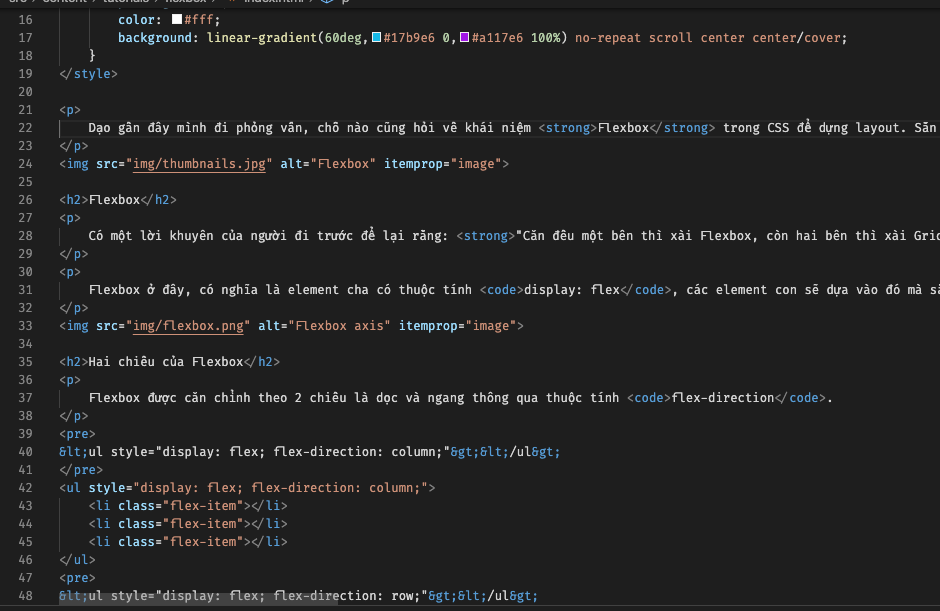 16 color: #fff;
17 background: linear-gradient(60deg,#17b9e6 0,#a117e6 100%) no-repeat scroll center center/cover;
18 }
19 </style>
20
21 <p>
22 Dạo gần đây mình đi phỏng vấn, chỗ nào cũng hỏi về khái niệm <strong>Flexbox</strong> trong CSS để dựng layout. Sẵn
23 </p>
24 <img src="img/thumbnails.jpg" alt="Flexbox" itemprop="image">
25
26 <h2>Flexbox</h2>
27 <p>
28 Có một lời khuyên của người đi trước để lại rằng: <strong>"Căn đều một bên thì xài Flexbox, còn hai bên thì xài Grid
29 </p>
30 <p>
31 Flexbox ở đây, có nghĩa là element cha có thuộc tính <code>display: flex</code>, các element con sẽ dựa vào đó mà
32 </p>
33 <img src="img/flexbox.png" alt="Flexbox axis" itemprop="image">
34
35 <h2>Hai chiều của Flexbox</h2>
36 <p>
37 Flexbox được căn chỉnh theo 2 chiều là dọc và ngang thông qua thuộc tính <code>flex-direction</code>.
38 </p>
39 <pre>
40 &lt;ul style="display: flex; flex-direction: column;"&gt;&lt;/ul&gt;
41 </pre>
42 <ul style="display: flex; flex-direction: column;">
43 <li class="flex-item"></li>
44 <li class="flex-item"></li>
45 <li class="flex-item"></li>
46 </ul>
47 <pre>
48 &lt;ul style="display: flex; flex-direction: row;"&gt;&lt;/ul&gt;